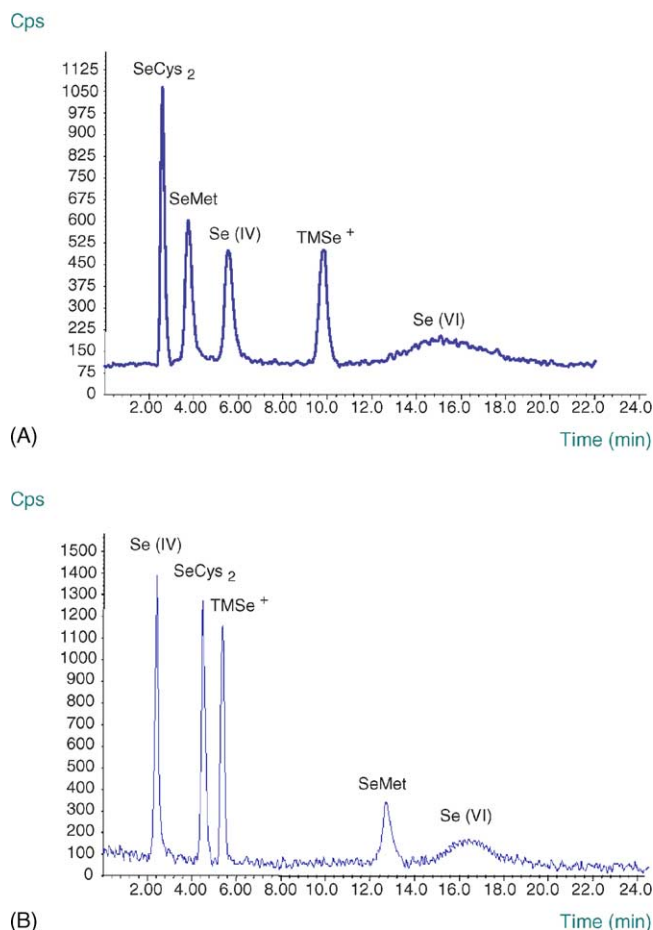 Cps
1125
1050
975
900
825
750
675
600
525
450
375
300
225
150
75
0
SeCys 2
SeMet
Se (IV)
TMSe +
Se (VI)
2.00 4.00 6.00 8.00 10.0 12.0 14.0 16.0 18.0 20.0 22.0 24.0
(A)
Time (min)
Cps
1500
1400
1300
1200
1100
1000
900
800
700
600
500
400
300
200
100
0
Se (IV)
SeCys 2
TMSe +
SeMet
Se (VI)
2.00 4.00 6.00 8.00 10.0 12.0 14.0 16.0 18.0 20.0 22.0 24.0
(B)
Time (min)